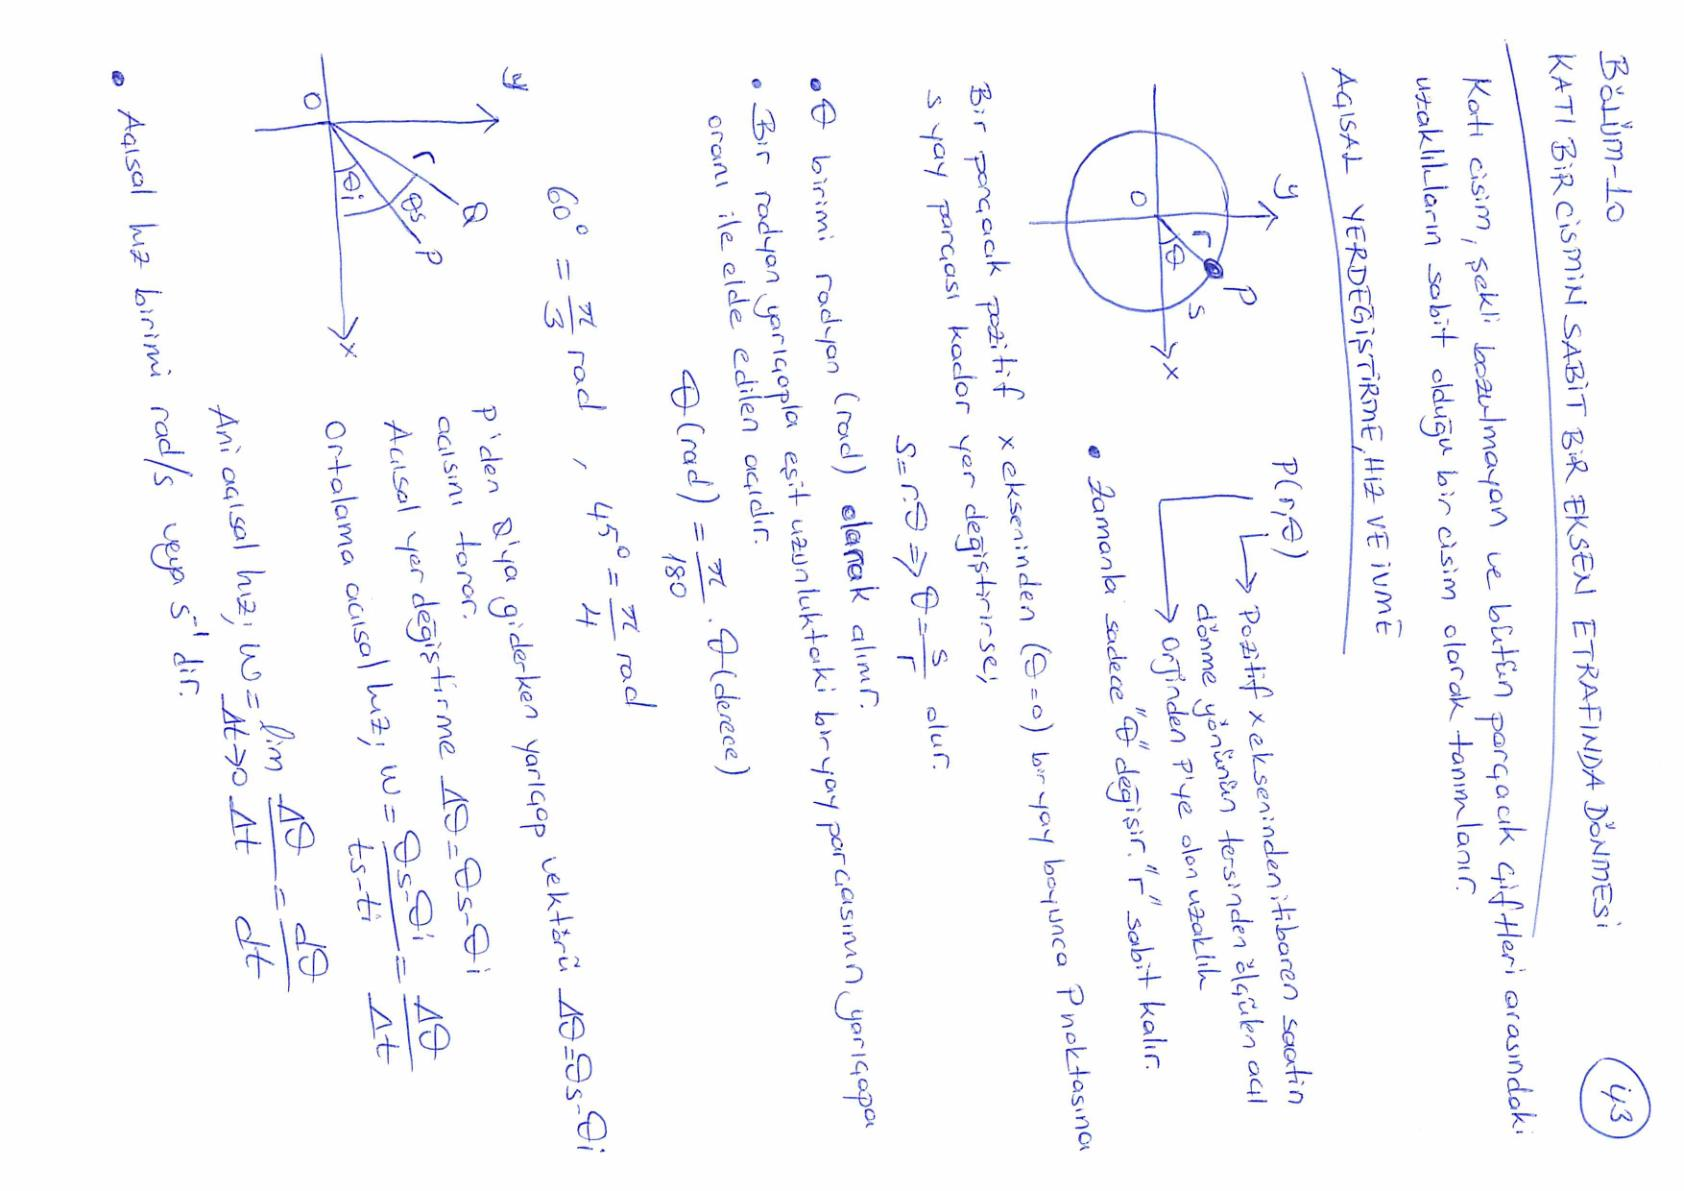 BÖLÜM-10
43
KATI BİR CİSMİN SABİT BİR EKSEN ETRAFINDA DÖNMESİ
Katı cisim, şekli bozulmayan ve bütün parçacık çiftleri arasındaki
uzaklıkların sabit olduğu bir cisim olarak tanımlanır.
AÇISAL YERDEĞİŞTİRME, HIZ VE İVME
y
P
r
s
θ
O
x
P(r,θ)
Pozitif x ekseninden itibaren saatin
dönme yönünün tersinden ölçülen açı
Orjinden P'ye olan uzaklık
• Zamanla sadece "θ" değişir. "r" sabit kalır.
Bir parçacık pozitif x ekseninden (θ=0) bir yay boyunca P noktasına
s yay parçası kadar yer değiştirirse;
s=r.θ => θ = s/r olur.
• θ birimi radyan (rad) olarak alınır.
• Bir radyan yarıçapla eşit uzunluktaki bir yay parçasının, yarıçapa
oranı ile elde edilen açıdır.
θ(rad) = π/180 . θ(derece)
60° = π/3 rad , 45° = π/4 rad
y
r
Q
P
θs
θi
O
x
P'den Q'ya giderken yarıçap vektörü Δθ=θs-θi
açısını tarar.
Açısal yer değiştirme Δθ=θs-θi
Ortalama açısal hız; w = θs-θi/ts-ti = Δθ/Δt
Ani açısal hız; w = lim Δt→0 Δθ/Δt = dθ/dt
• Açısal hız birimi rad/s veya s⁻¹ dir.